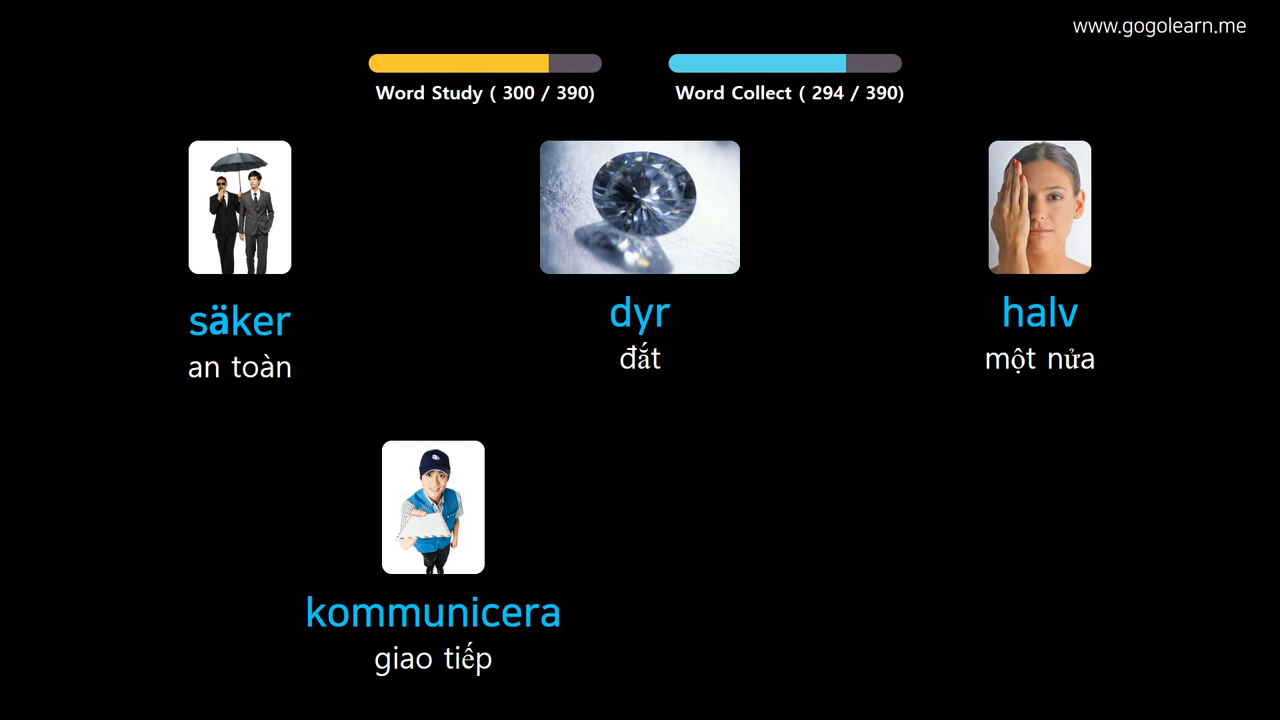 www.gogolearn.me
Word Study ( 300 / 390)
Word Collect ( 294 / 390)
säker
an toàn
dyr
đắt
halv
một nửa
kommunicera
giao tiếp